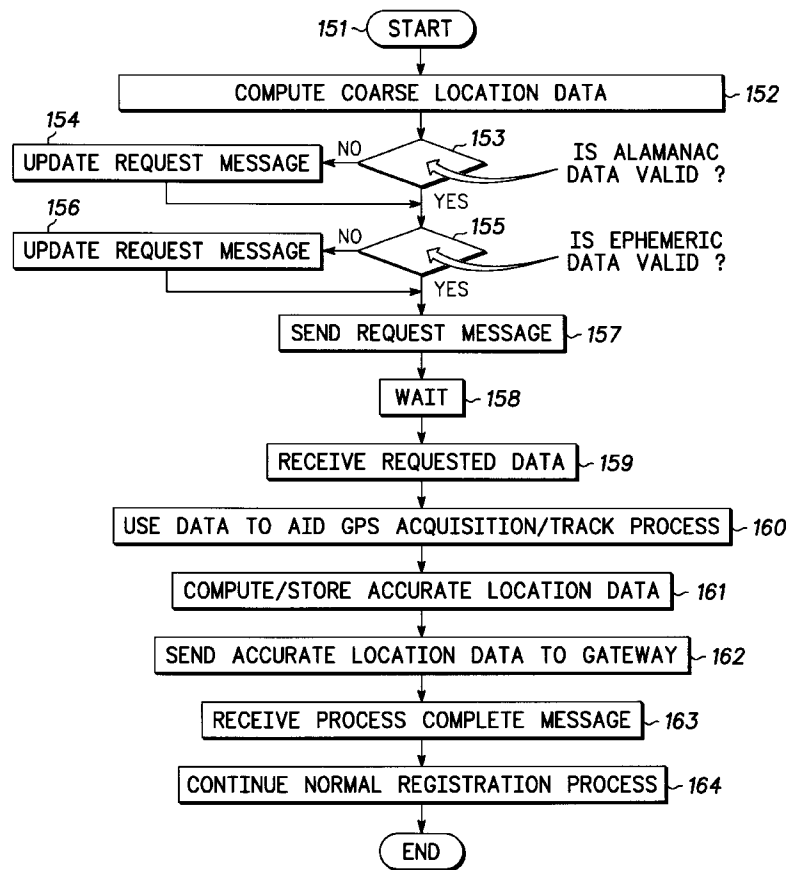 151 START
COMPUTE COARSE LOCATION DATA 152
154 153
UPDATE REQUEST MESSAGE NO IS ALAMANAC
DATA VALID ?
YES
156 155
UPDATE REQUEST MESSAGE NO IS EPHEMERIC
DATA VALID ?
YES
SEND REQUEST MESSAGE 157
WAIT 158
RECEIVE REQUESTED DATA 159
USE DATA TO AID GPS ACQUISITION/TRACK PROCESS 160
COMPUTE/STORE ACCURATE LOCATION DATA 161
SEND ACCURATE LOCATION DATA TO GATEWAY 162
RECEIVE PROCESS COMPLETE MESSAGE 163
CONTINUE NORMAL REGISTRATION PROCESS 164
END